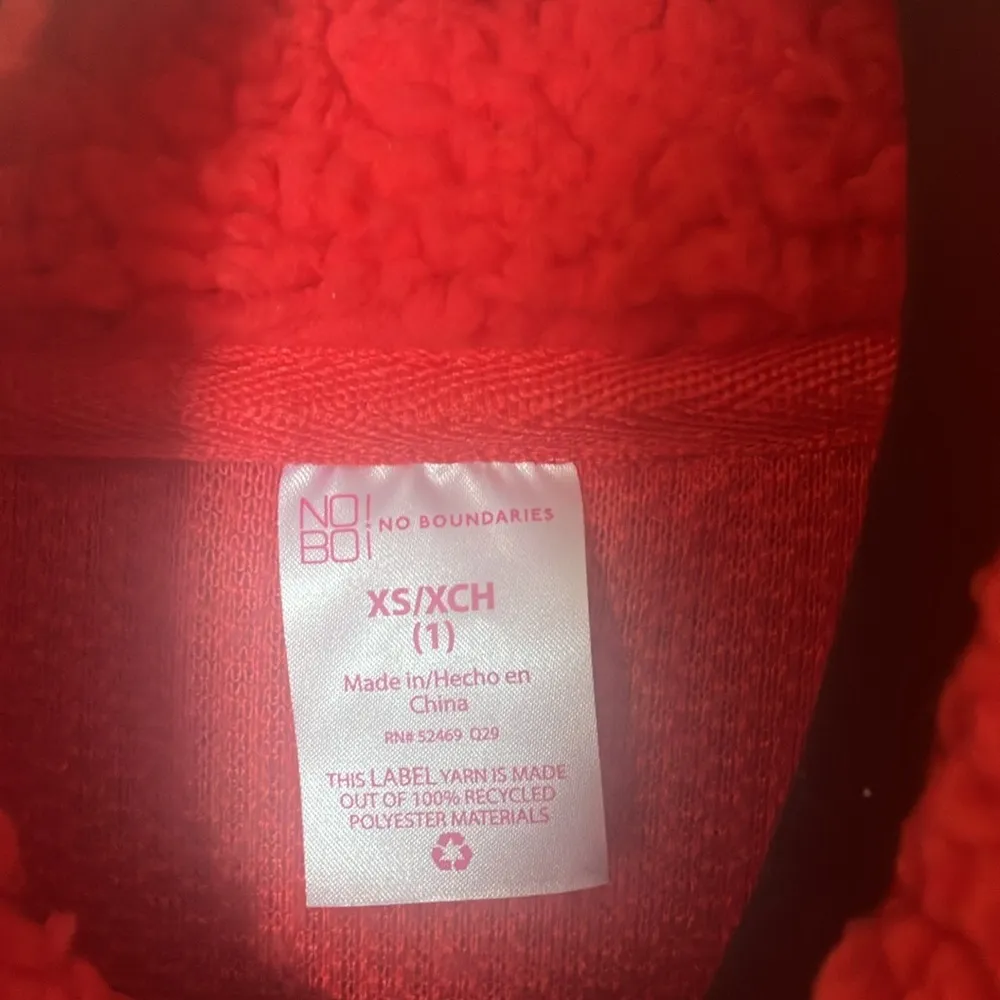 NO!
BO¡
NO BOUNDARIES
XS/XCH
(1)
Made in/Hecho en
China
RN# 52469 Q29
THIS LABEL YARN IS MADE
OUT OF 100% RECYCLED
POLYESTER MATERIALS